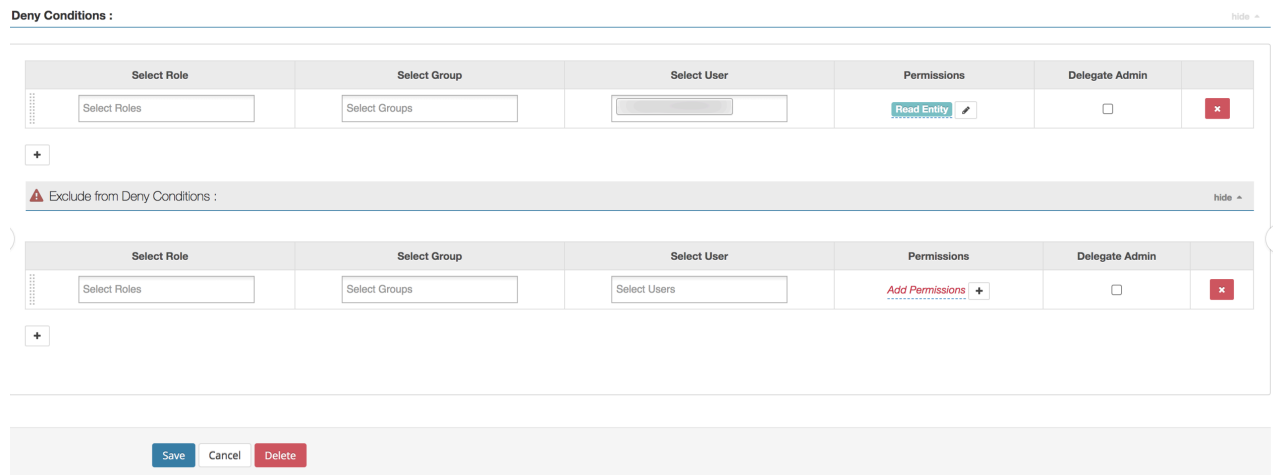 Deny Conditions :
hide
Select Role Select Group Select User Permissions Delegate Admin
Select Roles Select Groups Read Entity
+
Exclude from Deny Conditions :
hide
Select Role Select Group Select User Permissions Delegate Admin
Select Roles Select Groups Select Users Add Permissions +
+
Save Cancel Delete